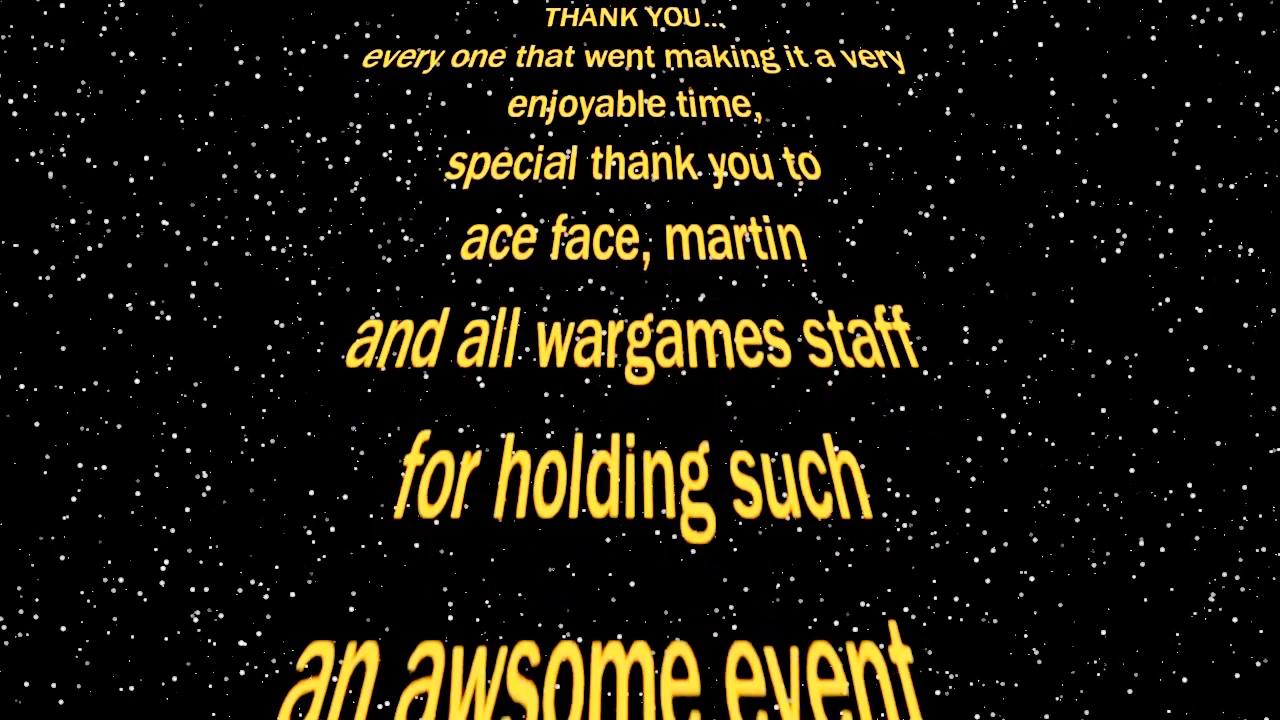 THANK YOU...
every one that went making it a very
enjoyable time,
special thank you to
ace face, martin
and all wargames staff
for holding such
an awsome event